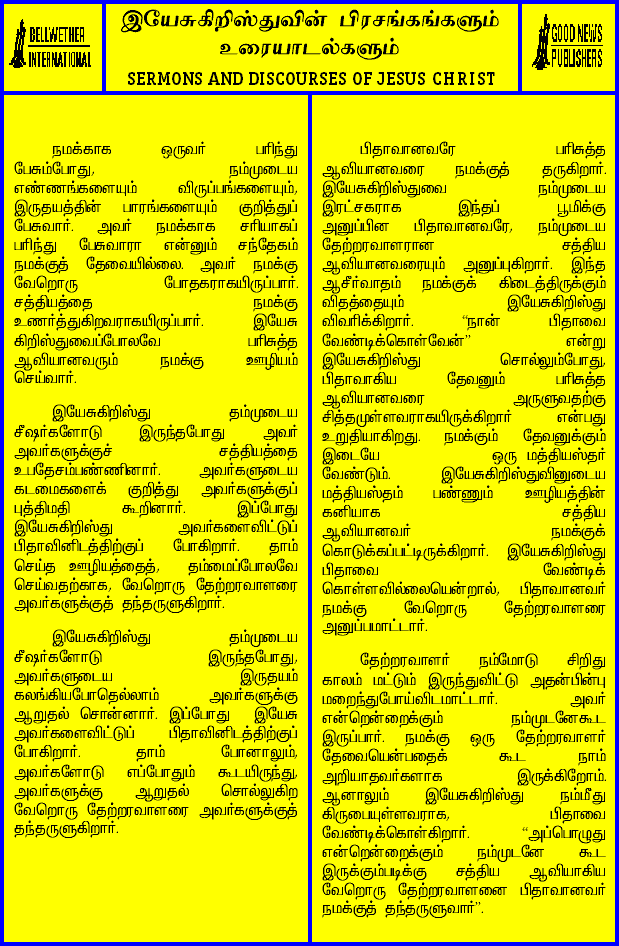 BELLWETHER
INTERNATIONAL
இயேசுகிறிஸ்துவின் பிரசங்கங்களும்
உரையாடல்களும்
SERMONS AND DISCOURSES OF JESUS CHRIST
GOOD NEWS
PUBLISHERS
நமக்காக ஒருவர் பரிந்து
பேசும்போது, நம்முடைய
எண்ணங்களையும் விருப்பங்களையும்,
இருதயத்தின் பாரங்களையும் குறித்துப்
பேசுவார். அவர் நமக்காக சரியாகப்
பரிந்து பேசுவாரா என்னும் சந்தேகம்
நமக்குத் தேவையில்லை. அவர் நமக்கு
வேறொரு போதகராகயிருப்பார்.
சத்தியத்தை நமக்கு
உணர்த்துகிறவராகயிருப்பார். இயேசு
கிறிஸ்துவைப்போலவே பரிசுத்த
ஆவியானவரும் நமக்கு ஊழியம்
செய்வார்.
இயேசுகிறிஸ்து தம்முடைய
சீஷர்களோடு இருந்தபோது அவர்
அவர்களுக்குச் சத்தியத்தை
உபதேசம்பண்ணினார். அவர்களுடைய
கடமைகளைக் குறித்து அவர்களுக்குப்
புத்திமதி கூறினார். இப்போது
இயேசுகிறிஸ்து அவர்களைவிட்டுப்
பிதாவினிடத்திற்குப் போகிறார். தாம்
செய்த ஊழியத்தைத், தம்மைப்போலவே
செய்வதற்காக, வேறொரு தேற்றரவாளரை
அவர்களுக்குத் தந்தருளுகிறார்.
இயேசுகிறிஸ்து தம்முடைய
சீஷர்களோடு இருந்தபோது,
அவர்களுடைய இருதயம்
கலங்கியபோதெல்லாம் அவர்களுக்கு
ஆறுதல் சொன்னார். இப்போது இயேசு
அவர்களைவிட்டுப் பிதாவினிடத்திற்குப்
போகிறார். தாம் போனாலும்,
அவர்களோடு எப்போதும் கூடயிருந்து,
அவர்களுக்கு ஆறுதல் சொல்லுகிற
வேறொரு தேற்றரவாளரை அவர்களுக்குத்
தந்தருளுகிறார்.
பிதாவானவரே பரிசுத்த
ஆவியானவரை நமக்குத் தருகிறார்.
இயேசுகிறிஸ்துவை நம்முடைய
இரட்சகராக இந்தப் பூமிக்கு
அனுப்பின பிதாவானவரே, நம்முடைய
தேற்றரவாளரான சத்திய
ஆவியானவரையும் அனுப்புகிறார். இந்த
ஆசீர்வாதம் நமக்குக் கிடைத்திருக்கும்
விதத்தையும் இயேசுகிறிஸ்து
விவரிக்கிறார். “நான் பிதாவை
வேண்டிக்கொள்வேன்” என்று
இயேசுகிறிஸ்து சொல்லும்போது,
பிதாவாகிய தேவனும் பரிசுத்த
ஆவியானவரை அருளுவதற்கு
சித்தமுள்ளவராகயிருக்கிறார் என்பது
உறுதியாகிறது. நமக்கும் தேவனுக்கும்
இடையே ஒரு மத்தியஸ்தர்
வேண்டும். இயேசுகிறிஸ்துவினுடைய
மத்தியஸ்தம் பண்ணும் ஊழியத்தின்
கனியாக சத்திய
ஆவியானவர் நமக்குக்
கொடுக்கப்பட்டிருக்கிறார். இயேசுகிறிஸ்து
பிதாவை வேண்டிக்
கொள்ளவில்லையென்றால், பிதாவானவர்
நமக்கு வேறொரு தேற்றரவாளரை
அனுப்பமாட்டார்.
தேற்றரவாளர் நம்மோடு சிறிது
காலம் மட்டும் இருந்துவிட்டு அதன்பின்பு
மறைந்துபோய்விடமாட்டார். அவர்
என்றென்றைக்கும் நம்முடனேகூட
இருப்பார். நமக்கு ஒரு தேற்றரவாளர்
தேவையென்பதைக் கூட நாம்
அறியாதவர்களாக இருக்கிறோம்.
ஆனாலும் இயேசுகிறிஸ்து நம்மீது
கிருபையுள்ளவராக, பிதாவை
வேண்டிக்கொள்கிறார். “அப்பொழுது
என்றென்றைக்கும் நம்முடனே கூட
இருக்கும்படிக்கு சத்திய ஆவியாகிய
வேறொரு தேற்றரவாளனை பிதாவானவர்
நமக்குத் தந்தருளுவார்”.